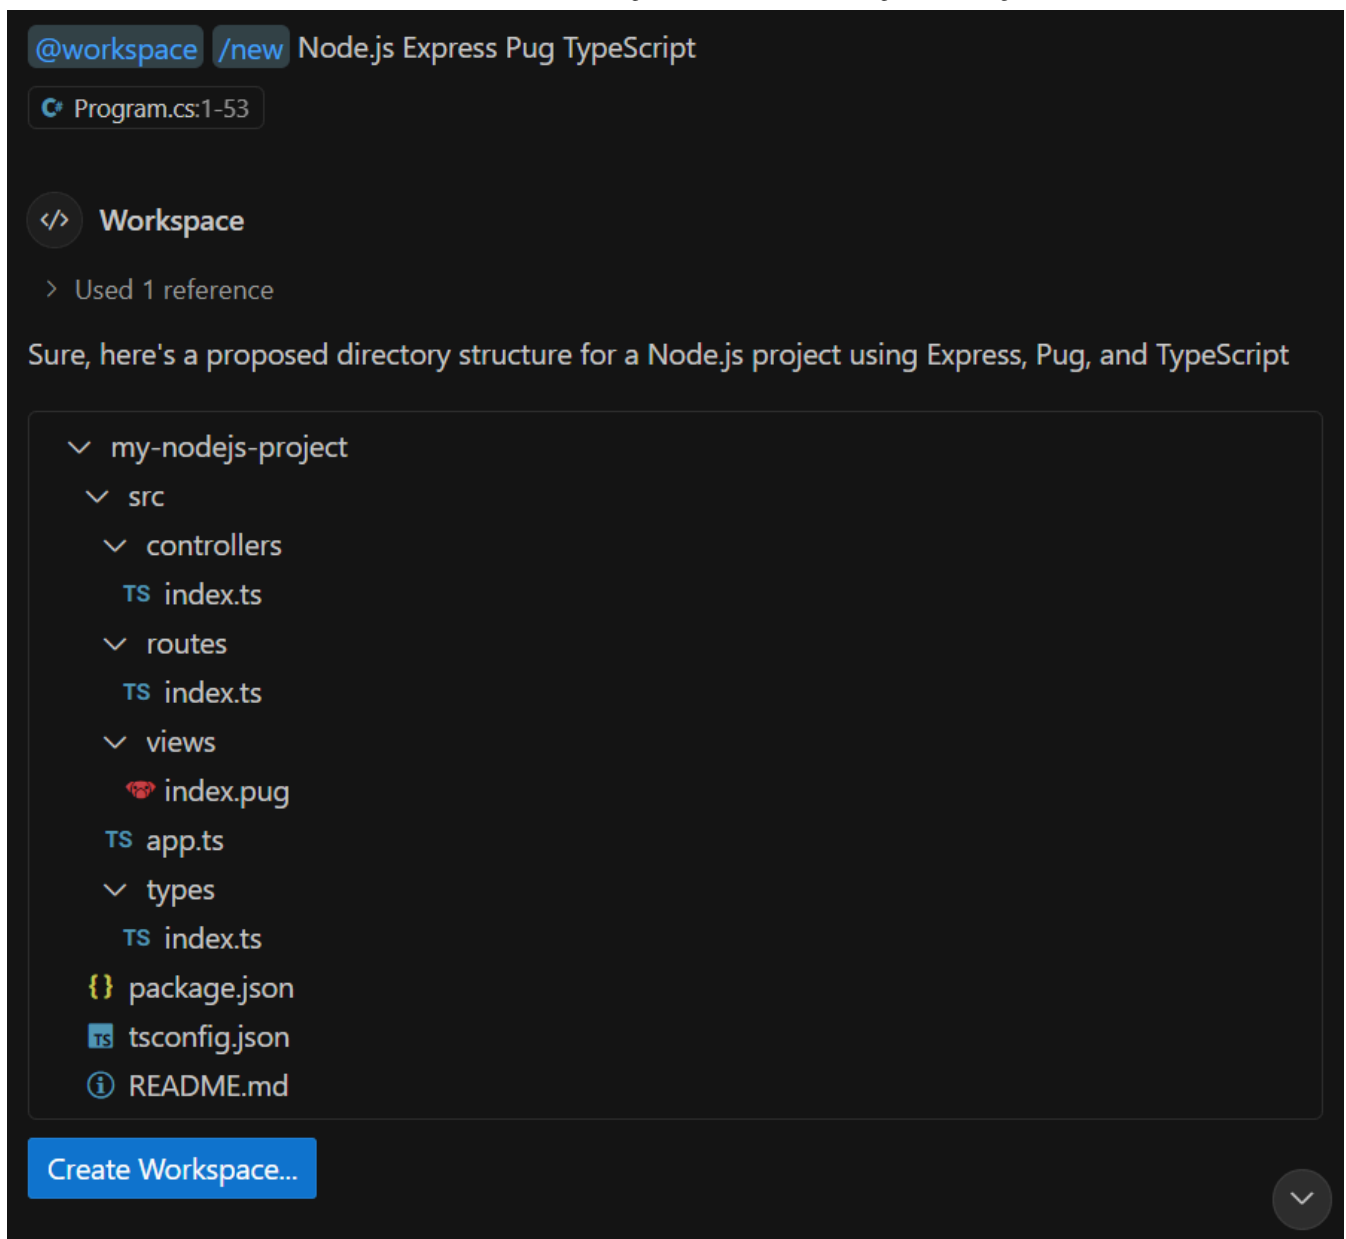 @workspace /new Node.js Express Pug TypeScript
C# Program.cs:1-53
</> Workspace
> Used 1 reference
Sure, here's a proposed directory structure for a Node.js project using Express, Pug, and TypeScript
my-nodejs-project
src
controllers
TS index.ts
routes
TS index.ts
views
index.pug
TS app.ts
types
TS index.ts
{} package.json
TS tsconfig.json
README.md
Create Workspace...